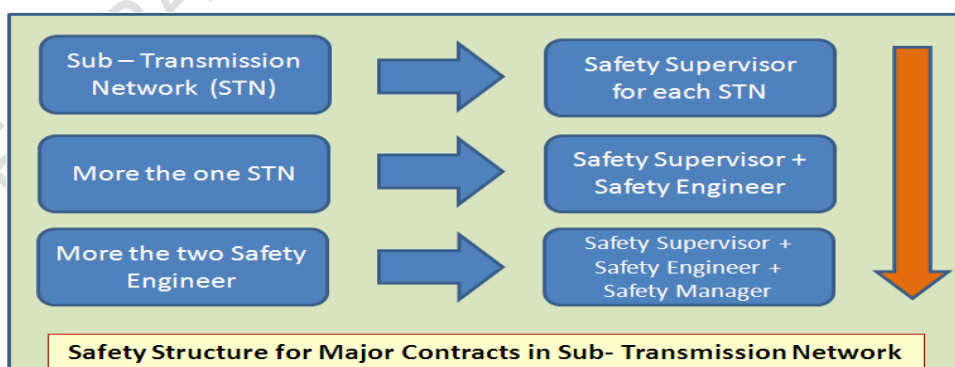 Sub – Transmission
Network (STN)
Safety Supervisor
for each STN
More the one STN
Safety Supervisor +
Safety Engineer
More the two Safety
Engineer
Safety Supervisor +
Safety Engineer +
Safety Manager
Safety Structure for Major Contracts in Sub- Transmission Network